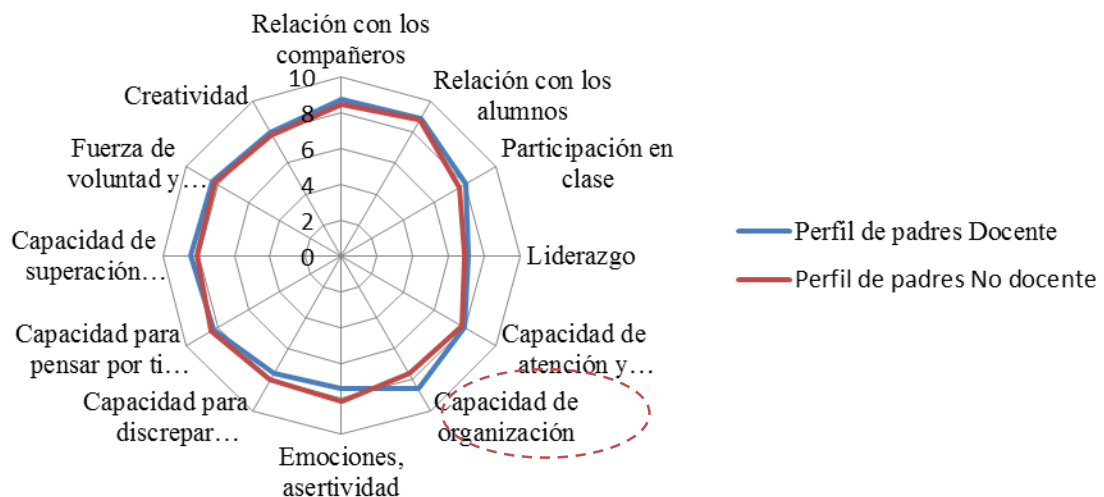 Relación con los
compañeros
Relación con los
alumnos
Participación en
clase
Liderazgo
Capacidad de
atención y…
Capacidad de
organización
Emociones,
asertividad
Capacidad para
discrepar…
Capacidad para
pensar por ti…
Capacidad de
superación…
Fuerza de
voluntad y…
Creatividad
10
8
6
4
2
0
Perfil de padres Docente
Perfil de padres No docente